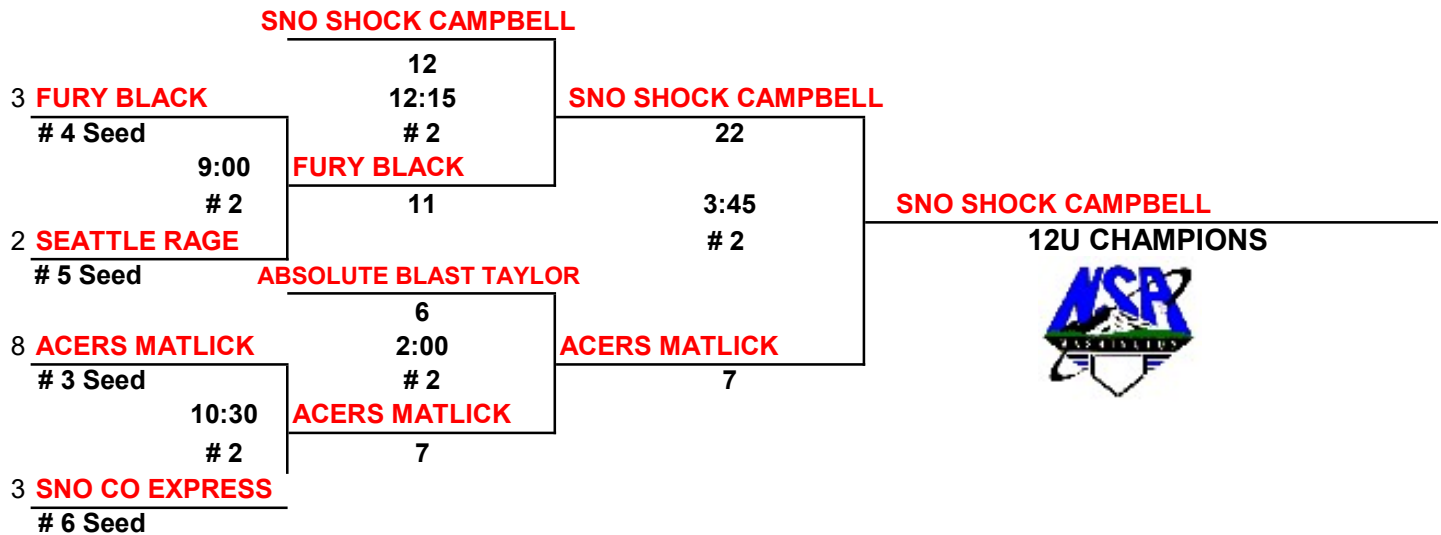 SNO SHOCK CAMPBELL
12
3 FURY BLACK 12:15 SNO SHOCK CAMPBELL
# 4 Seed # 2 22
9:00 FURY BLACK
# 2 11 3:45 SNO SHOCK CAMPBELL
2 SEATTLE RAGE # 2 12U CHAMPIONS
# 5 Seed ABSOLUTE BLAST TAYLOR
6
8 ACERS MATLICK 2:00 ACERS MATLICK
# 3 Seed # 2 7
10:30 ACERS MATLICK
# 2 7
3 SNO CO EXPRESS
# 6 Seed
NSA
WASHINGTON